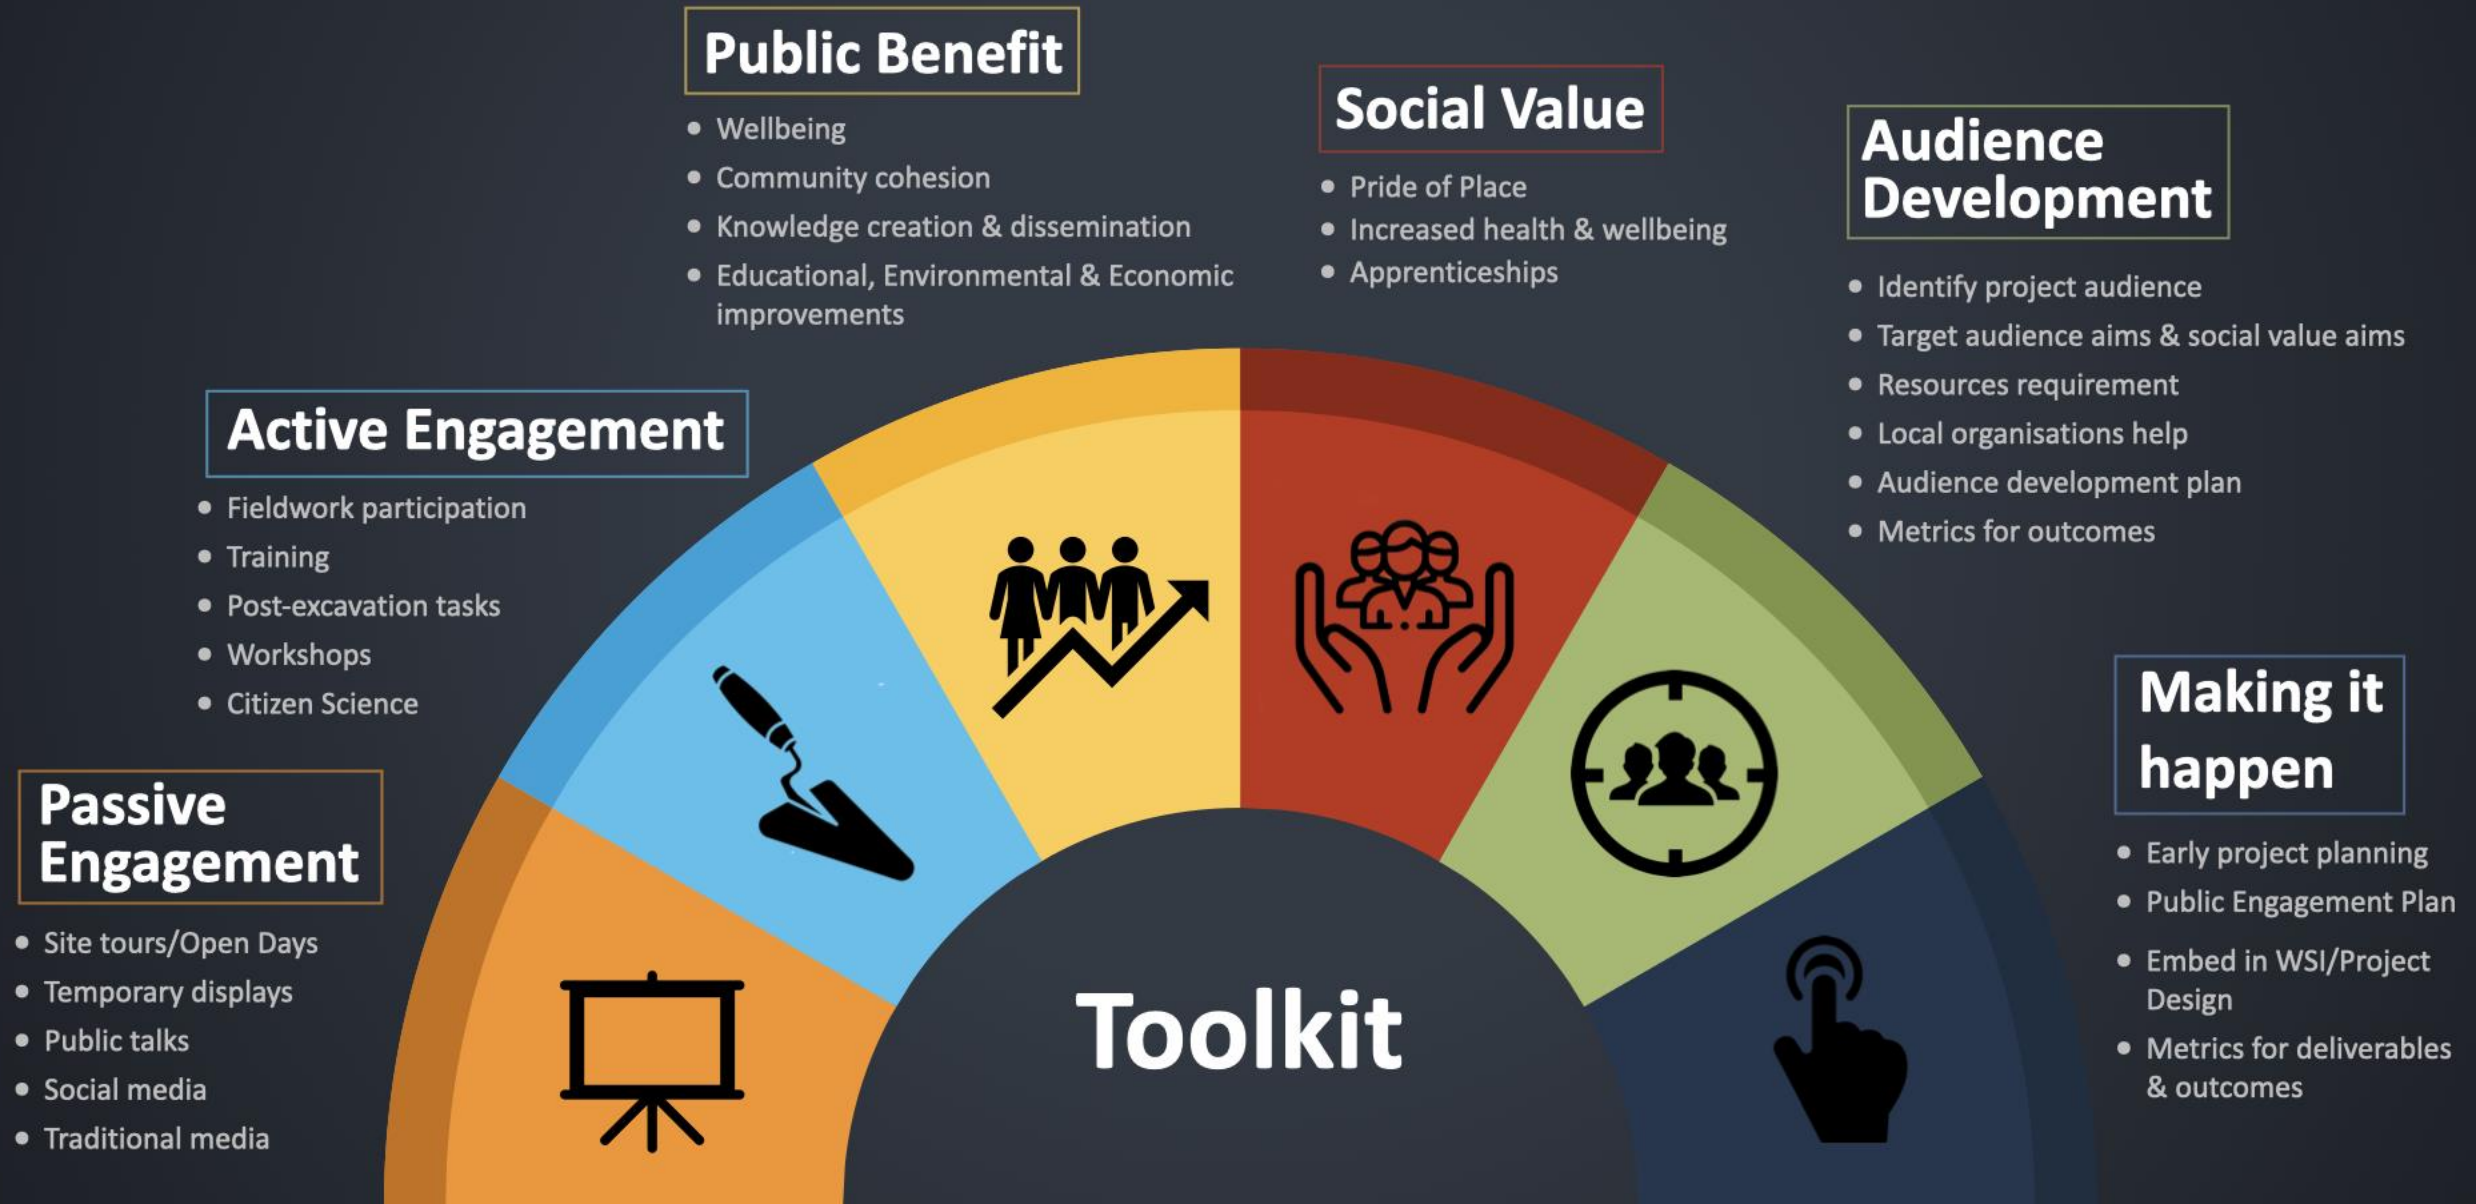 Public Benefit
• Wellbeing
• Community cohesion
• Knowledge creation & dissemination
• Educational, Environmental & Economic
improvements
Social Value
• Pride of Place
• Increased health & wellbeing
• Apprenticeships
Audience
Development
• Identify project audience
• Target audience aims & social value aims
• Resources requirement
• Local organisations help
• Audience development plan
• Metrics for outcomes
Active Engagement
• Fieldwork participation
• Training
• Post-excavation tasks
• Workshops
• Citizen Science
Making it
happen
• Early project planning
• Public Engagement Plan
• Embed in WSI/Project
Design
• Metrics for deliverables
& outcomes
Passive
Engagement
• Site tours/Open Days
• Temporary displays
• Public talks
• Social media
• Traditional media
Toolkit